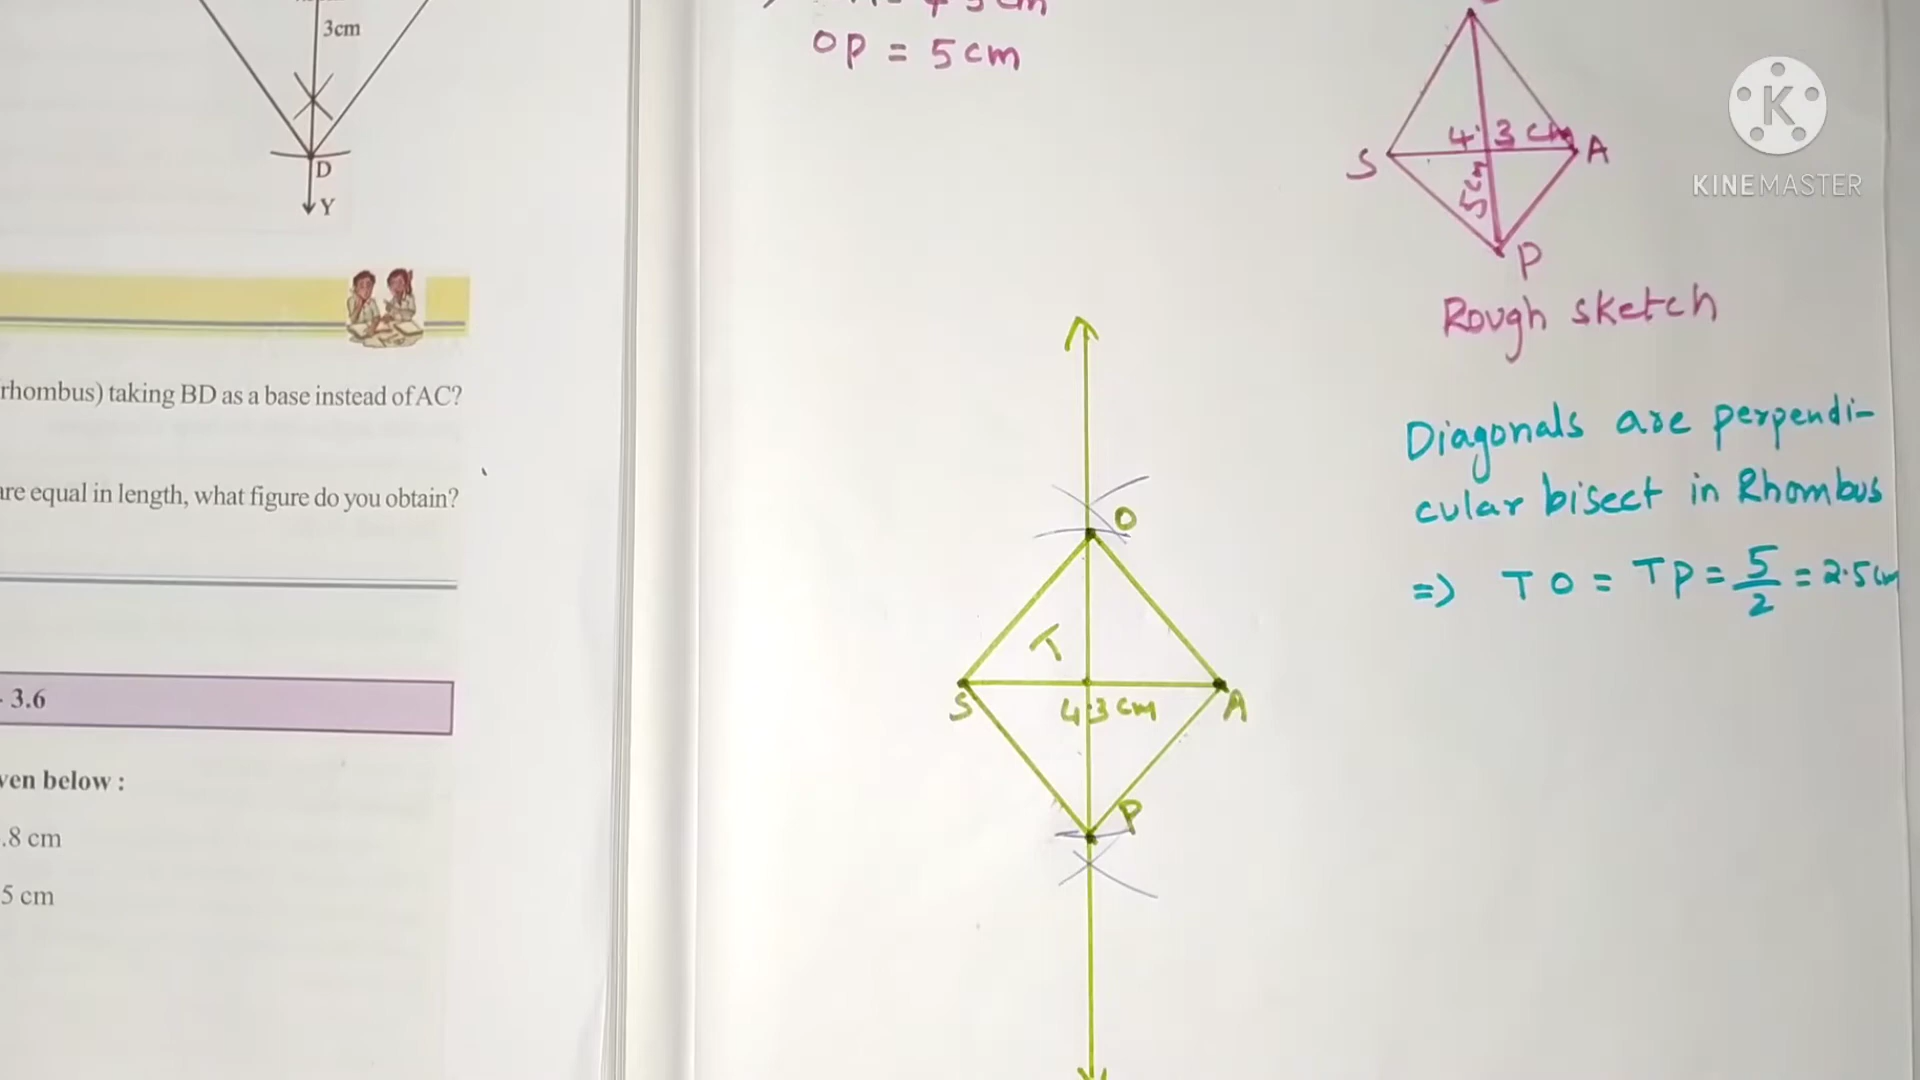 3cm
D
Y
rhombus) taking BD as a base instead of AC?
are equal in length, what figure do you obtain?
3.6
ven below :
.8 cm
5 cm
OP = 5cm
S
4.3 cm
A
5cm
P
Rough sketch
Diagonals are perpendi-
cular bisect in Rhombus
=> TO = TP = 5/2 = 2.5cm
O
T
S
4.3 cm
A
P
K
KINEMASTER